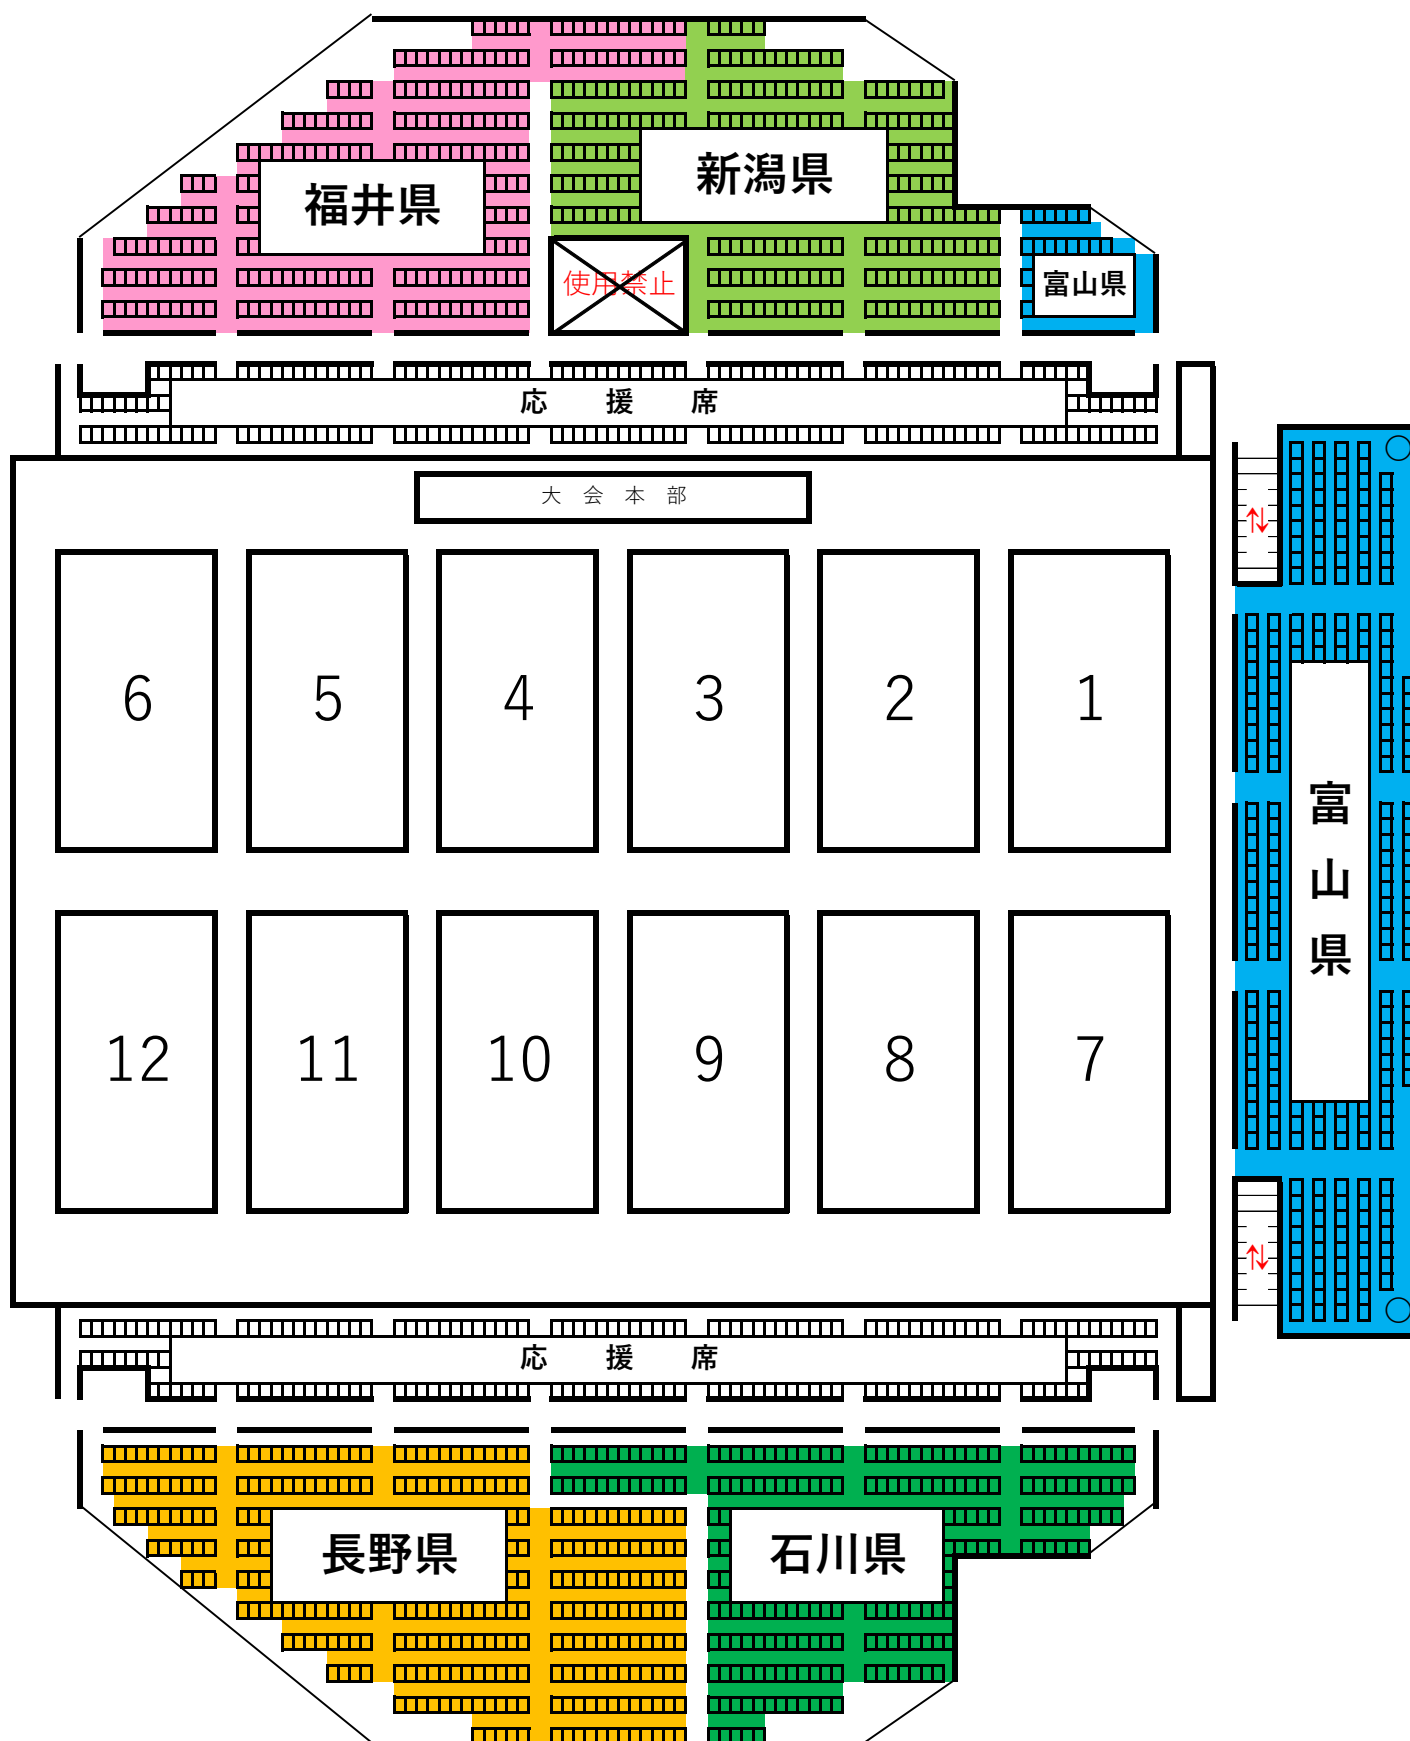 新潟県
福井県
使用禁止
富山県
応 援 席
大 会 本 部
6 5 4 3 2 1
富
山
県
12 11 10 9 8 7
応 援 席
長野県 石川県